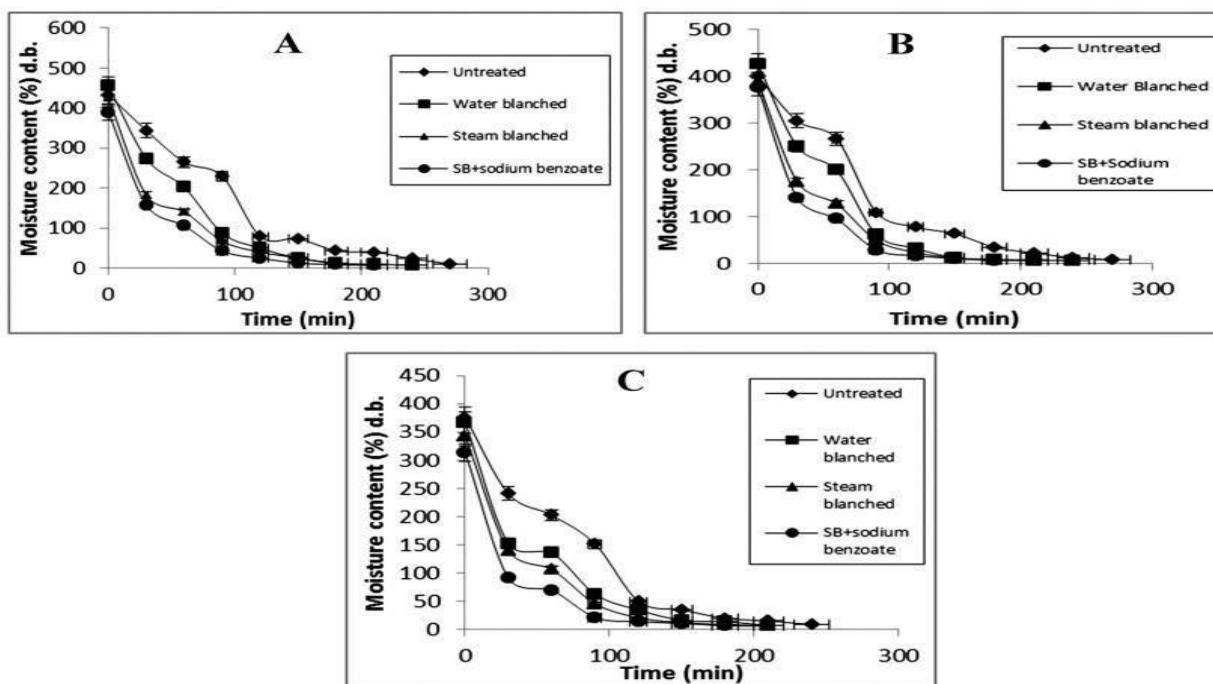 A
Moisture content (%) d.b.
600
500
400
300
200
100
0
0 100 200 300
Time (min)
Untreated
Water blanched
Steam blanched
SB+sodium benzoate
B
Moisture content (%) d.b.
500
400
300
200
100
0
0 100 200 300
Time (min)
Untreated
Water Blanched
Steam blanched
SB+Sodium
benzoate
C
Moisture content (%) d.b.
450
400
350
300
250
200
150
100
50
0
0 100 200 300
Time (min)
Untreated
Water
blanched
Steam
blanched
SB+sodium
benzoate